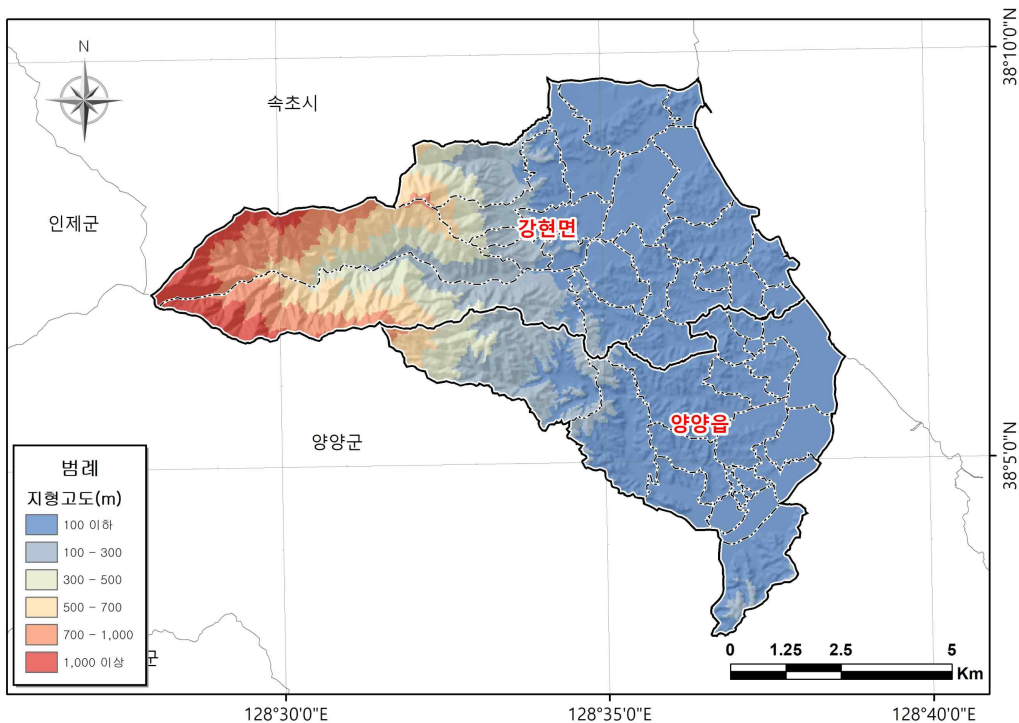 38°10'0"N
N
속초시
인제군
강현면
양양읍
양양군
38°5'0"N
범례
지형고도(m)
100 이하
100 - 300
300 - 500
500 - 700
700 - 1,000
1,000 이상
군
0 1.25 2.5 5
Km
128°30'0"E 128°35'0"E 128°40'0"E